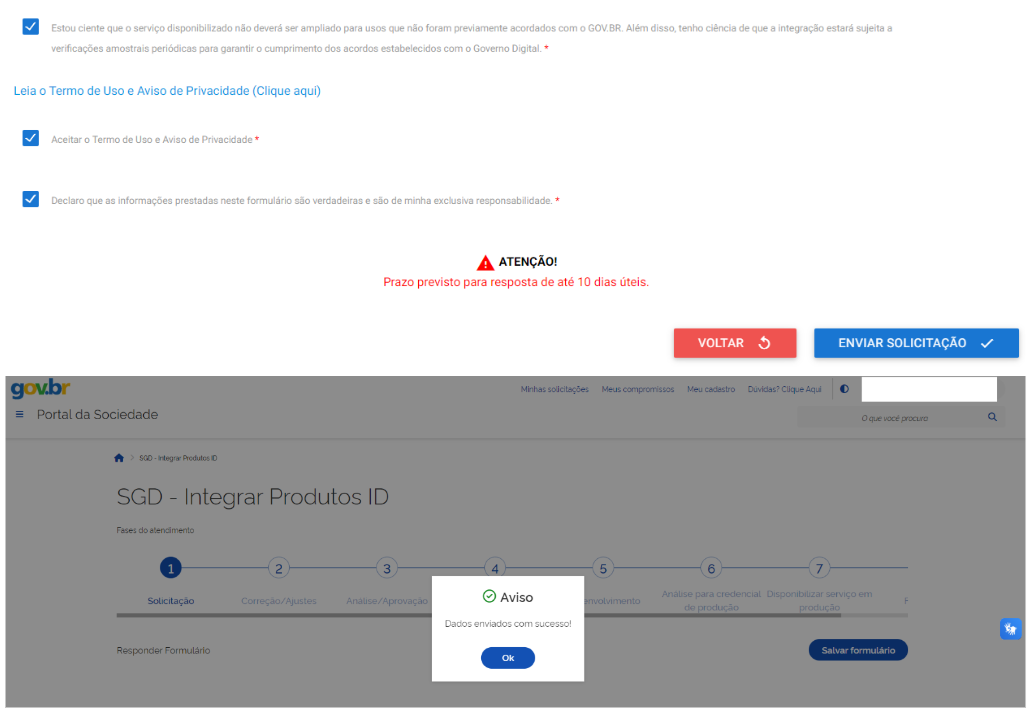 Estou ciente que o serviço disponibilizado não deverá ser ampliado para usos que não foram previamente acordados com o GOV.BR. Além disso, tenho ciência de que a integração estará sujeita a
verificações amostrais periódicas para garantir o cumprimento dos acordos estabelecidos com o Governo Digital. *
Leia o Termo de Uso e Aviso de Privacidade (Clique aqui)
Aceitar o Termo de Uso e Aviso de Privacidade *
Declaro que as informações prestadas neste formulário são verdadeiras e são de minha exclusiva responsabilidade. *
ATENÇÃO!
Prazo previsto para resposta de até 10 dias úteis.
VOLTAR
ENVIAR SOLICITAÇÃO
gov.br
Minhas solicitações Meus compromissos Meu cadastro Dúvidas? Clique Aqui
Portal da Sociedade
O que você procura
SGD - Integrar Produtos ID
SGD - Integrar Produtos ID
Fases do atendimento
1 2 3 4 5 6 7
Solicitação Correção/Ajustes Análise/Aprovação envolvimento Análise para credencial de produção Disponibilizar serviço em produção
Aviso
Dados enviados com sucesso!
Ok
Responder Formulário
Salvar formulário